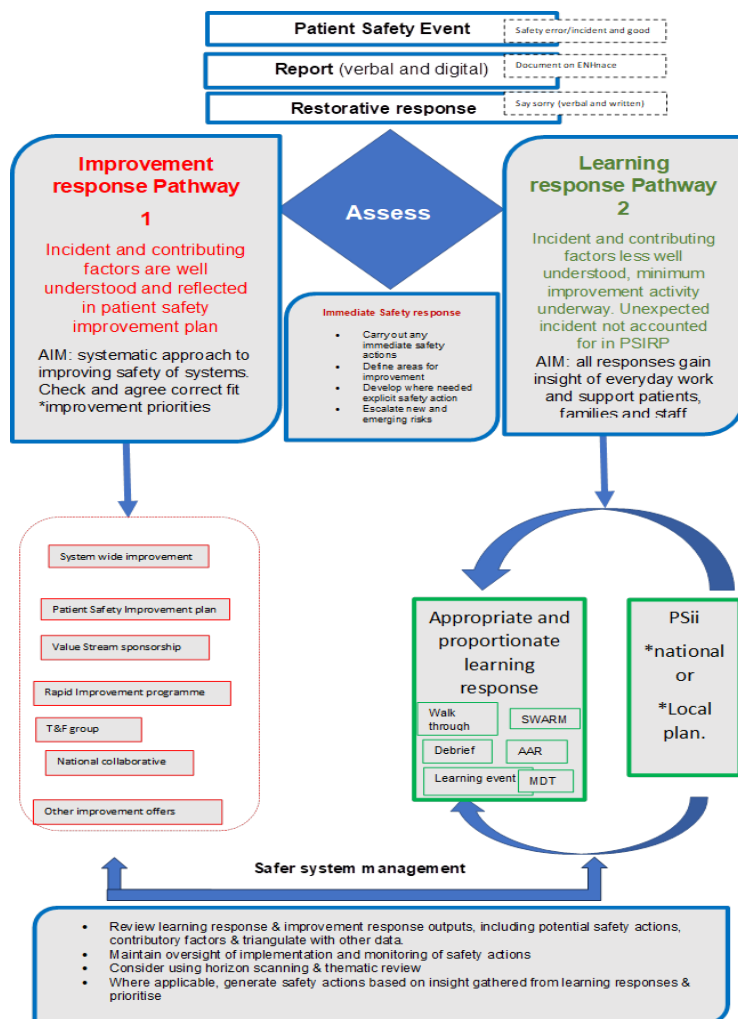 Patient Safety Event
Safety error/incident and good
Report (verbal and digital)
Document on ENHnace
Restorative response
Say sorry (verbal and written)
Improvement
response Pathway
1
Incident and contributing
factors are well
understood and reflected
in patient safety
improvement plan
AIM: systematic approach to
improving safety of systems.
Check and agree correct fit
*improvement priorities
Assess
Immediate Safety response
• Carry out any
immediate safety
actions
• Define areas for
improvement
• Develop where needed
explicit safety action
• Escalate new and
emerging risks
Learning
response Pathway
2
Incident and contributing
factors less well
understood, minimum
improvement activity
underway. Unexpected
incident not accounted
for in PSIRP
AIM: all responses gain
insight of everyday work
and support patients,
families and staff
System wide improvement
Patient Safety Improvement plan
Value Stream sponsorship
Rapid Improvement programme
T&F group
National collaborative
Other improvement offers
Appropriate and
proportionate
learning
response
Walk
through
SWARM
Debrief
AAR
Learning event
MDT
PSii
*national
or
*Local
plan.
Safer system management
• Review learning response & improvement response outputs, including potential safety actions,
contributory factors & triangulate with other data.
• Maintain oversight of implementation and monitoring of safety actions
• Consider using horizon scanning & thematic review
• Where applicable, generate safety actions based on insight gathered from learning responses &
prioritise